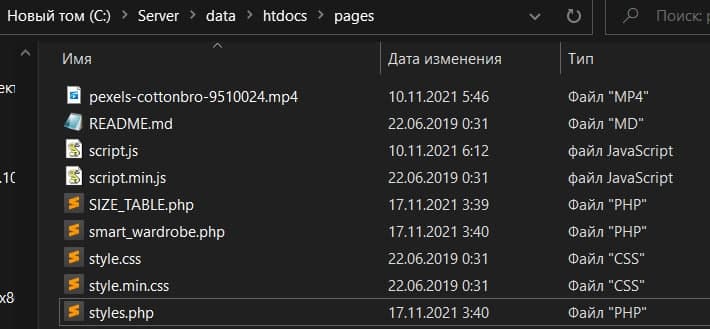 Новый том (C:) > Server > data > htdocs > pages
Поиск: p
Имя Дата изменения Тип
pexels-cottonbro-9510024.mp4 10.11.2021 5:46 Файл "MP4"
README.md 22.06.2019 0:31 Файл "MD"
script.js 10.11.2021 6:12 файл JavaScript
script.min.js 22.06.2019 0:31 файл JavaScript
SIZE_TABLE.php 17.11.2021 3:39 Файл "PHP"
smart_wardrobe.php 17.11.2021 3:40 Файл "PHP"
style.css 22.06.2019 0:31 Файл "CSS"
style.min.css 22.06.2019 0:31 Файл "CSS"
styles.php 17.11.2021 3:40 Файл "PHP"